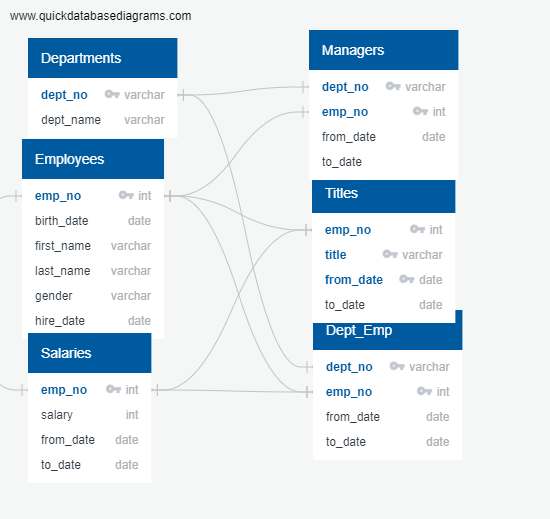 www.quickdatabasediagrams.com
Departments
dept_no varchar
dept_name varchar
Employees
emp_no int
birth_date date
first_name varchar
last_name varchar
gender varchar
hire_date date
Salaries
emp_no int
salary int
from_date date
to_date date
Managers
dept_no varchar
emp_no int
from_date date
to_date
Titles
emp_no int
title varchar
from_date date
to_date date
Dept_Emp
dept_no varchar
emp_no int
from_date date
to_date date